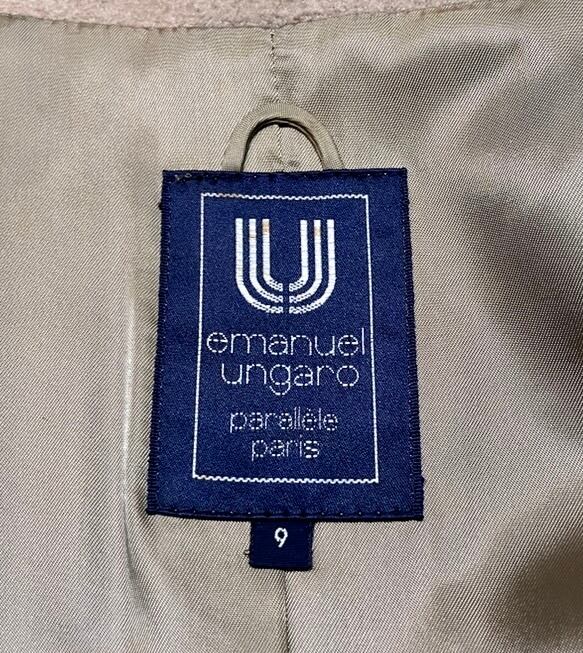 U
emanuel
ungaro
parallèle
paris
9